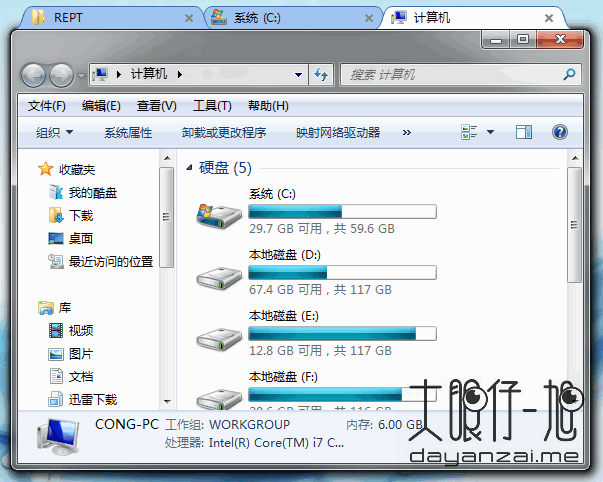 REPT
系统 (C:)
计算机
计算机
搜索 计算机
文件(F) 编辑(E) 查看(V) 工具(T) 帮助(H)
组织 系统属性 卸载或更改程序 映射网络驱动器 »
收藏夹
我的酷盘
下载
桌面
最近访问的位置
库
视频
图片
文档
迅雷下载
硬盘 (5)
系统 (C:)
29.7 GB 可用，共 59.6 GB
本地磁盘 (D:)
67.4 GB 可用，共 117 GB
本地磁盘 (E:)
12.8 GB 可用，共 117 GB
本地磁盘 (F:)
CONG-PC 工作组: WORKGROUP 内存: 6.00 GB
处理器: Intel(R) Core(TM) i7 C...
大眼仔~旭
dayanzai.me